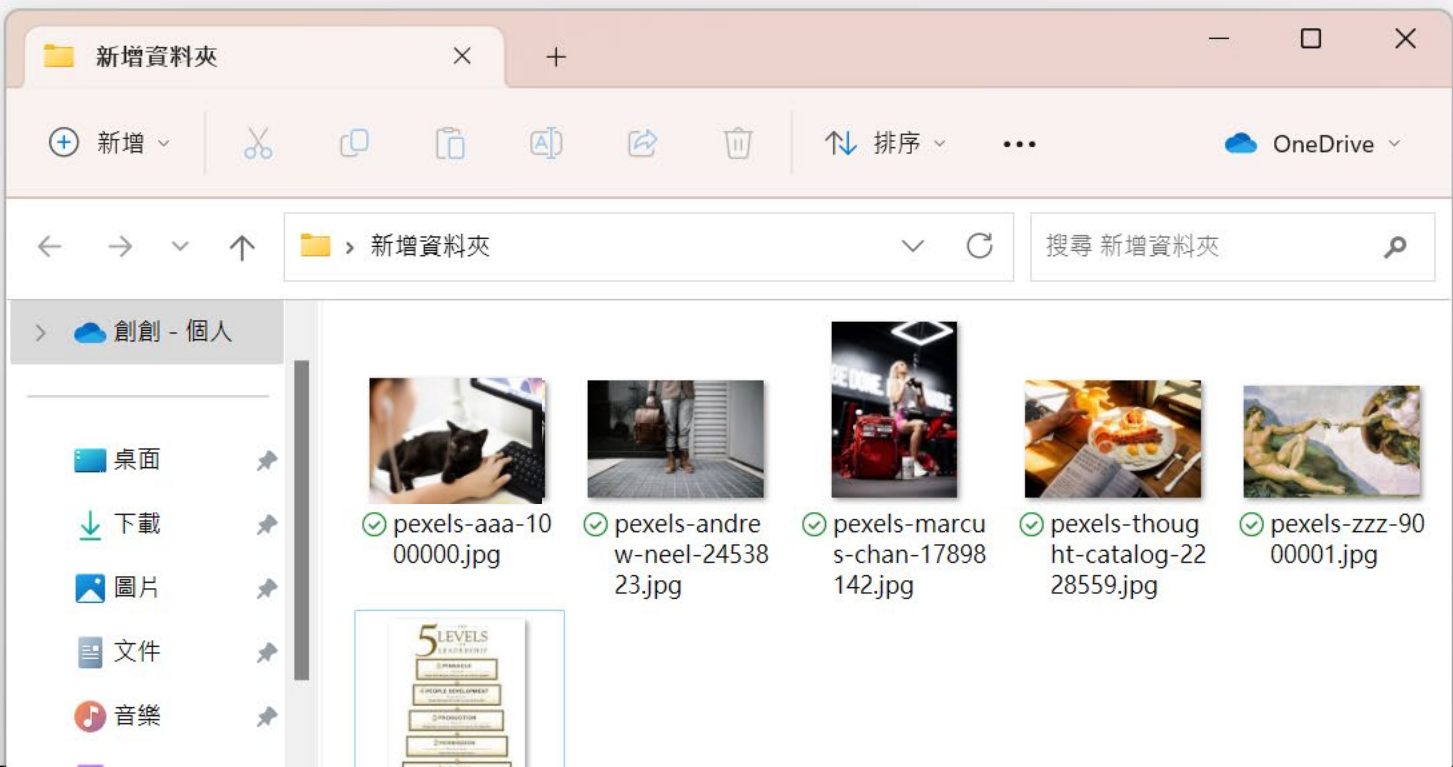 新增資料夾
新增
排序
OneDrive
新增資料夾
搜尋 新增資料夾
創創 - 個人
桌面
下載
圖片
文件
音樂
BE DONE
pexels-aaa-10
00000.jpg
pexels-andre
w-neel-24538
23.jpg
pexels-marcu
s-chan-17898
142.jpg
pexels-thoug
ht-catalog-22
28559.jpg
pexels-zzz-90
00001.jpg
5 LEVELS
LEADERSHIP
PINNACLE
PEOPLE DEVELOPMENT
PRODUCTION
PERMISSION